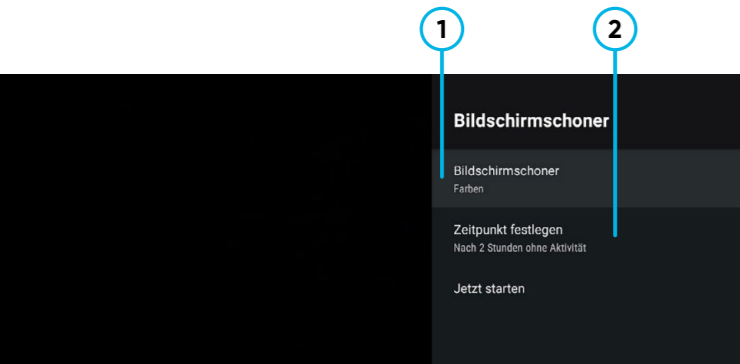 1 2
Bildschirmschoner
Bildschirmschoner
Farben
Zeitpunkt festlegen
Nach 2 Stunden ohne Aktivität
Jetzt starten